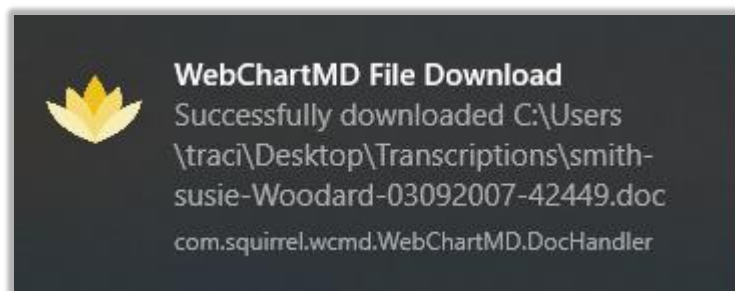 WebChartMD File Download
Successfully downloaded C:\Users
\traci\Desktop\Transcriptions\smith-
susie-Woodard-03092007-42449.doc
com.squirrel.wcmd.WebChartMD.DocHandler